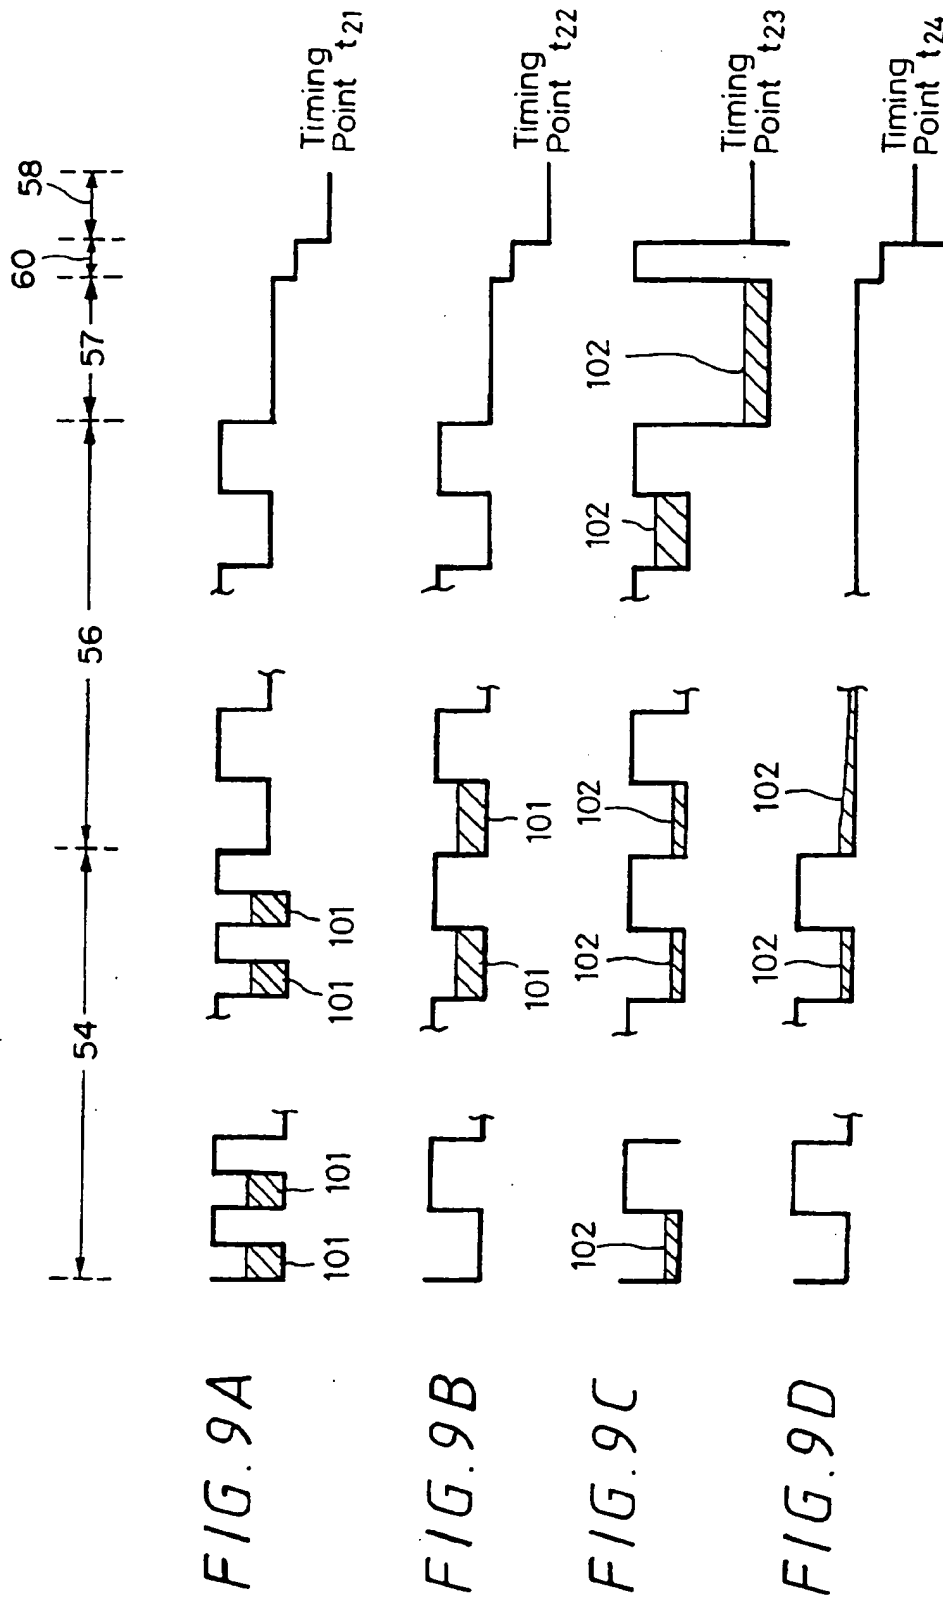 54
56
57
60
58
FIG. 9A
101
101
101
101
Timing
Point t21
FIG. 9B
101
101
Timing
Point t22
FIG. 9C
102
102
102
102
102
Timing
Point t23
FIG. 9D
102
102
Timing
Point t24